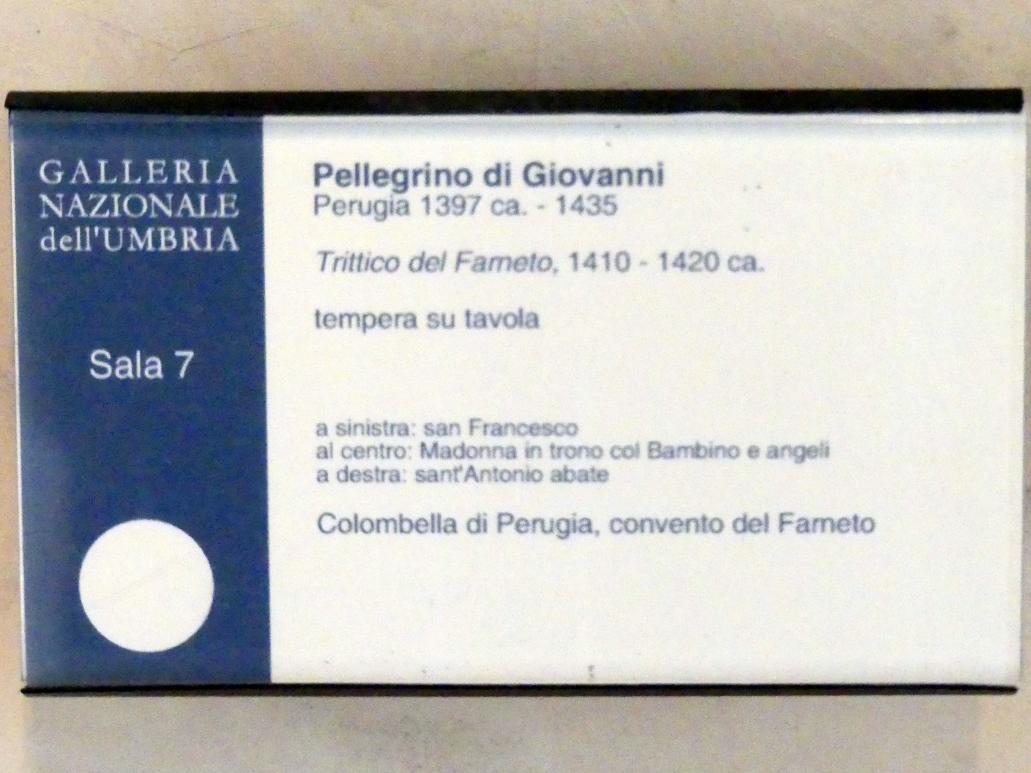 GALLERIA
NAZIONALE
dell'UMBRIA
Sala 7
Pellegrino di Giovanni
Perugia 1397 ca. - 1435
Trittico del Farneto, 1410 - 1420 ca.
tempera su tavola
a sinistra: san Francesco
al centro: Madonna in trono col Bambino e angeli
a destra: sant'Antonio abate
Colombella di Perugia, convento del Farneto